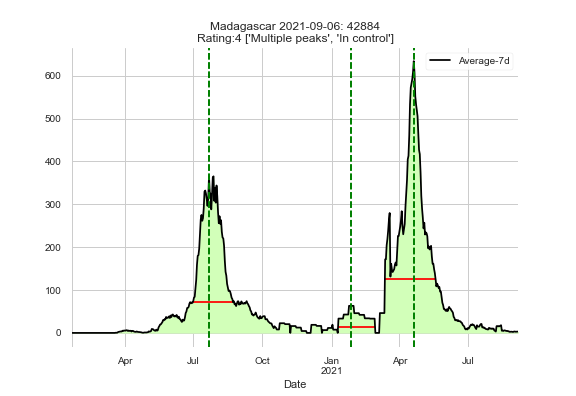 Madagascar 2021-09-06: 42884
Rating:4 ['Multiple peaks', 'In control']
Average-7d
600
500
400
300
200
100
0
Apr Jul Oct Jan Apr Jul
2021
Date